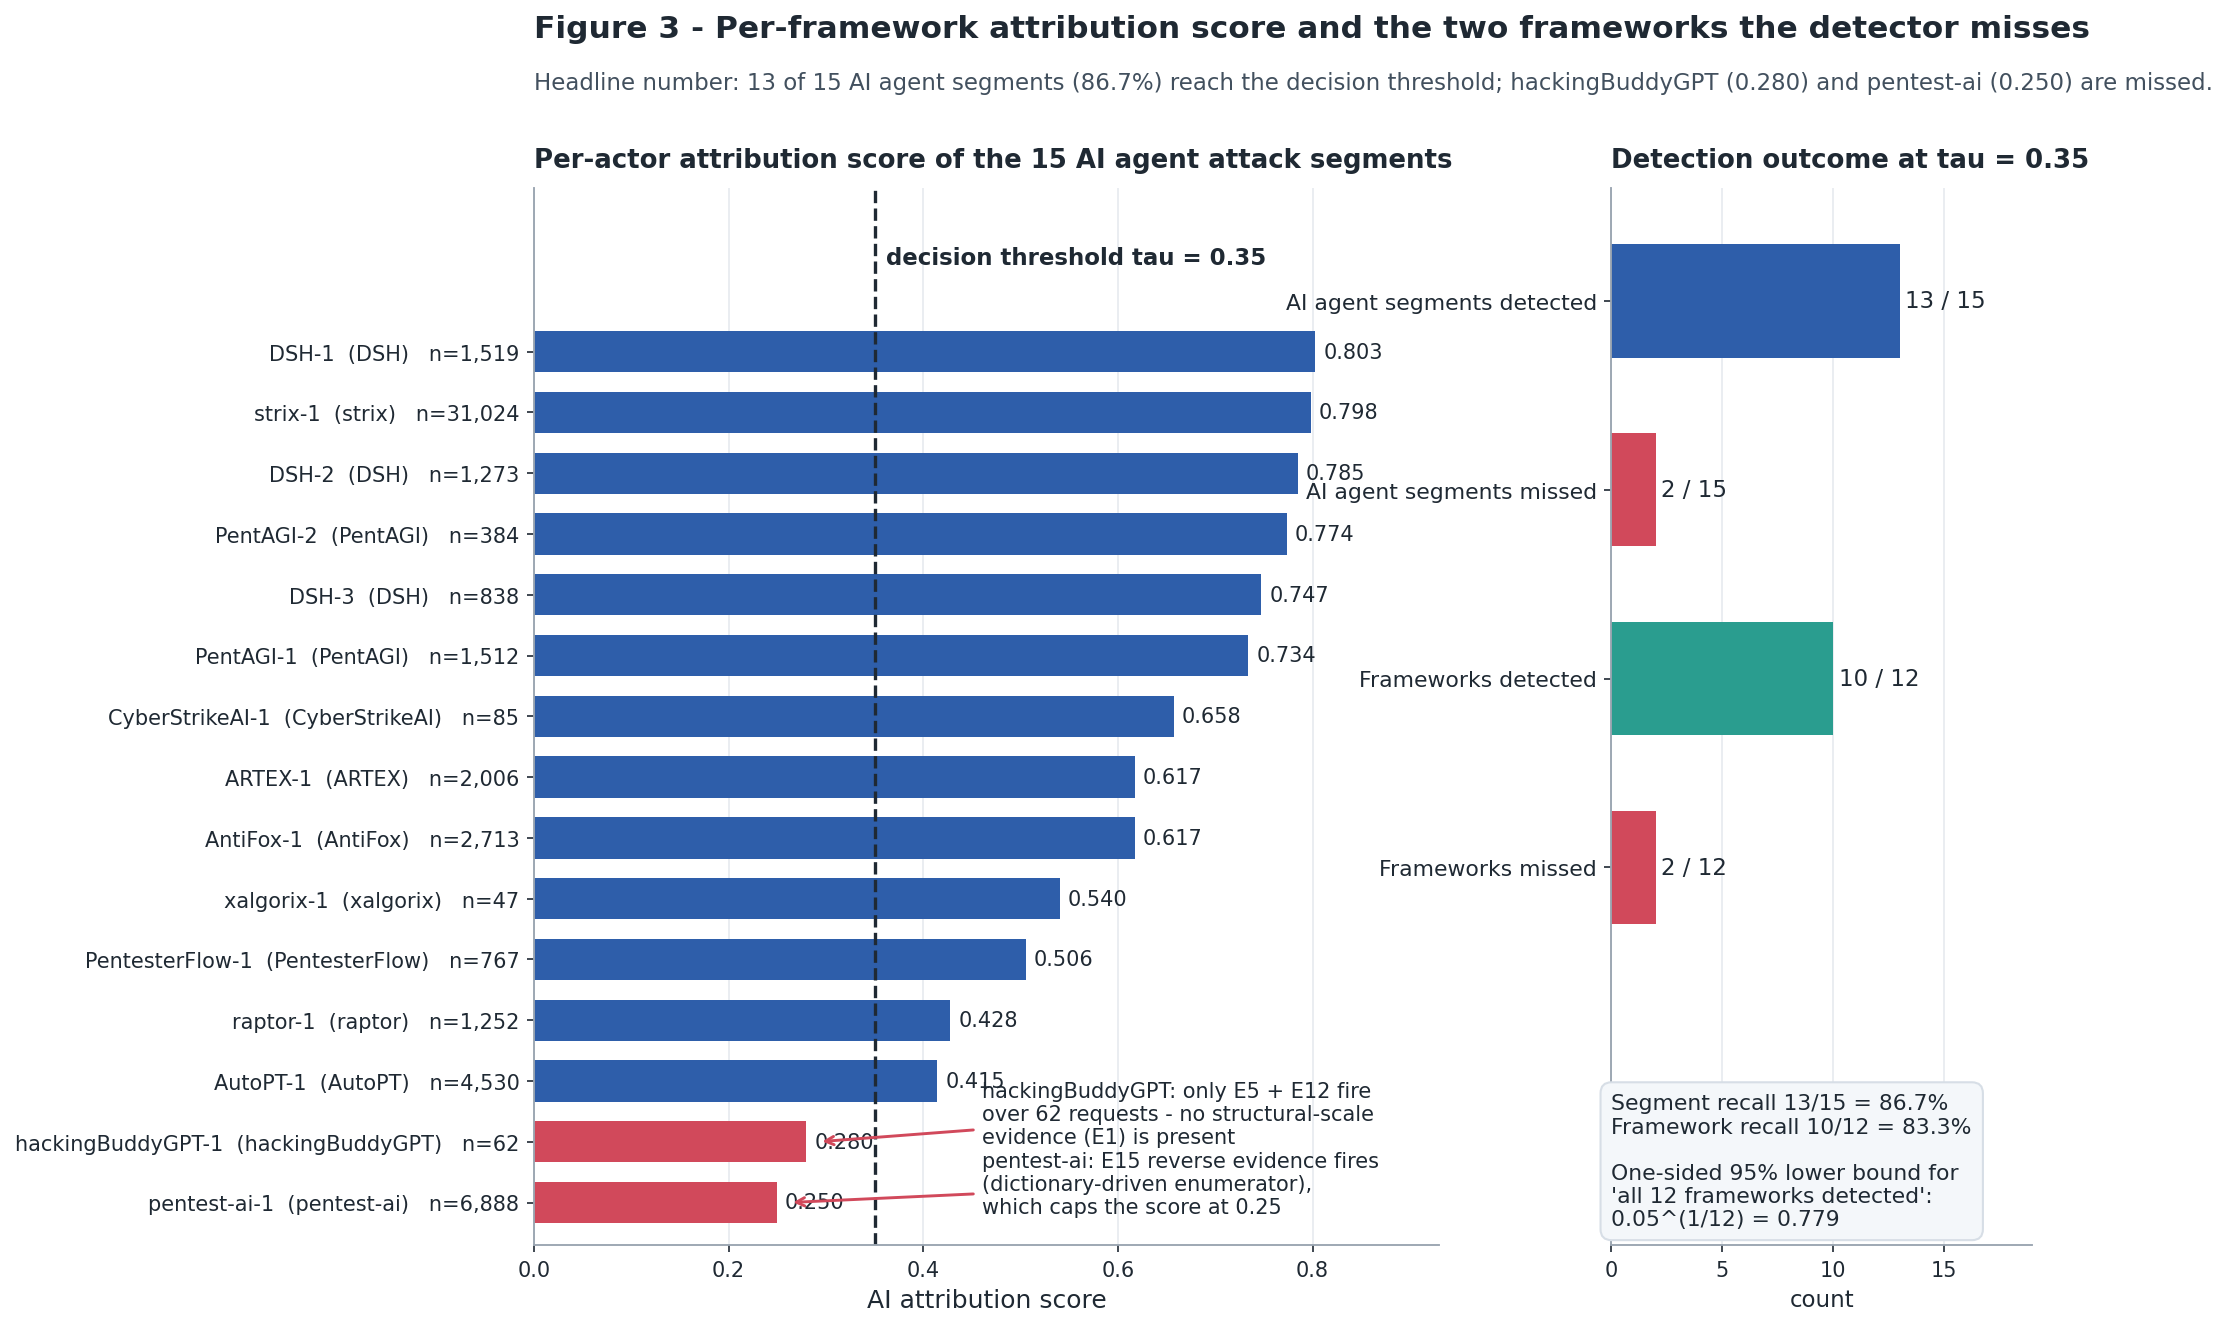 Figure 3 - Per-framework attribution score and the two frameworks the detector misses
Headline number: 13 of 15 AI agent segments (86.7%) reach the decision threshold; hackingBuddyGPT (0.280) and pentest-ai (0.250) are missed.
Per-actor attribution score of the 15 AI agent attack segments
decision threshold tau = 0.35
DSH-1 (DSH) n=1,519 0.803
strix-1 (strix) n=31,024 0.798
DSH-2 (DSH) n=1,273 0.785
PentAGI-2 (PentAGI) n=384 0.774
DSH-3 (DSH) n=838 0.747
PentAGI-1 (PentAGI) n=1,512 0.734
CyberStrikeAI-1 (CyberStrikeAI) n=85 0.658
ARTEX-1 (ARTEX) n=2,006 0.617
AntiFox-1 (AntiFox) n=2,713 0.617
xalgorix-1 (xalgorix) n=47 0.540
PentesterFlow-1 (PentesterFlow) n=767 0.506
raptor-1 (raptor) n=1,252 0.428
AutoPT-1 (AutoPT) n=4,530 0.415
hackingBuddyGPT-1 (hackingBuddyGPT) n=62 0.280
pentest-ai-1 (pentest-ai) n=6,888 0.250
hackingBuddyGPT: only E5 + E12 fire
over 62 requests - no structural-scale
evidence (E1) is present
pentest-ai: E15 reverse evidence fires
(dictionary-driven enumerator),
which caps the score at 0.25
0.0 0.2 0.4 0.6 0.8
AI attribution score
Detection outcome at tau = 0.35
AI agent segments detected 13 / 15
AI agent segments missed 2 / 15
Frameworks detected 10 / 12
Frameworks missed 2 / 12
Segment recall 13/15 = 86.7%
Framework recall 10/12 = 83.3%
One-sided 95% lower bound for
'all 12 frameworks detected':
0.05^(1/12) = 0.779
0 5 10 15
count